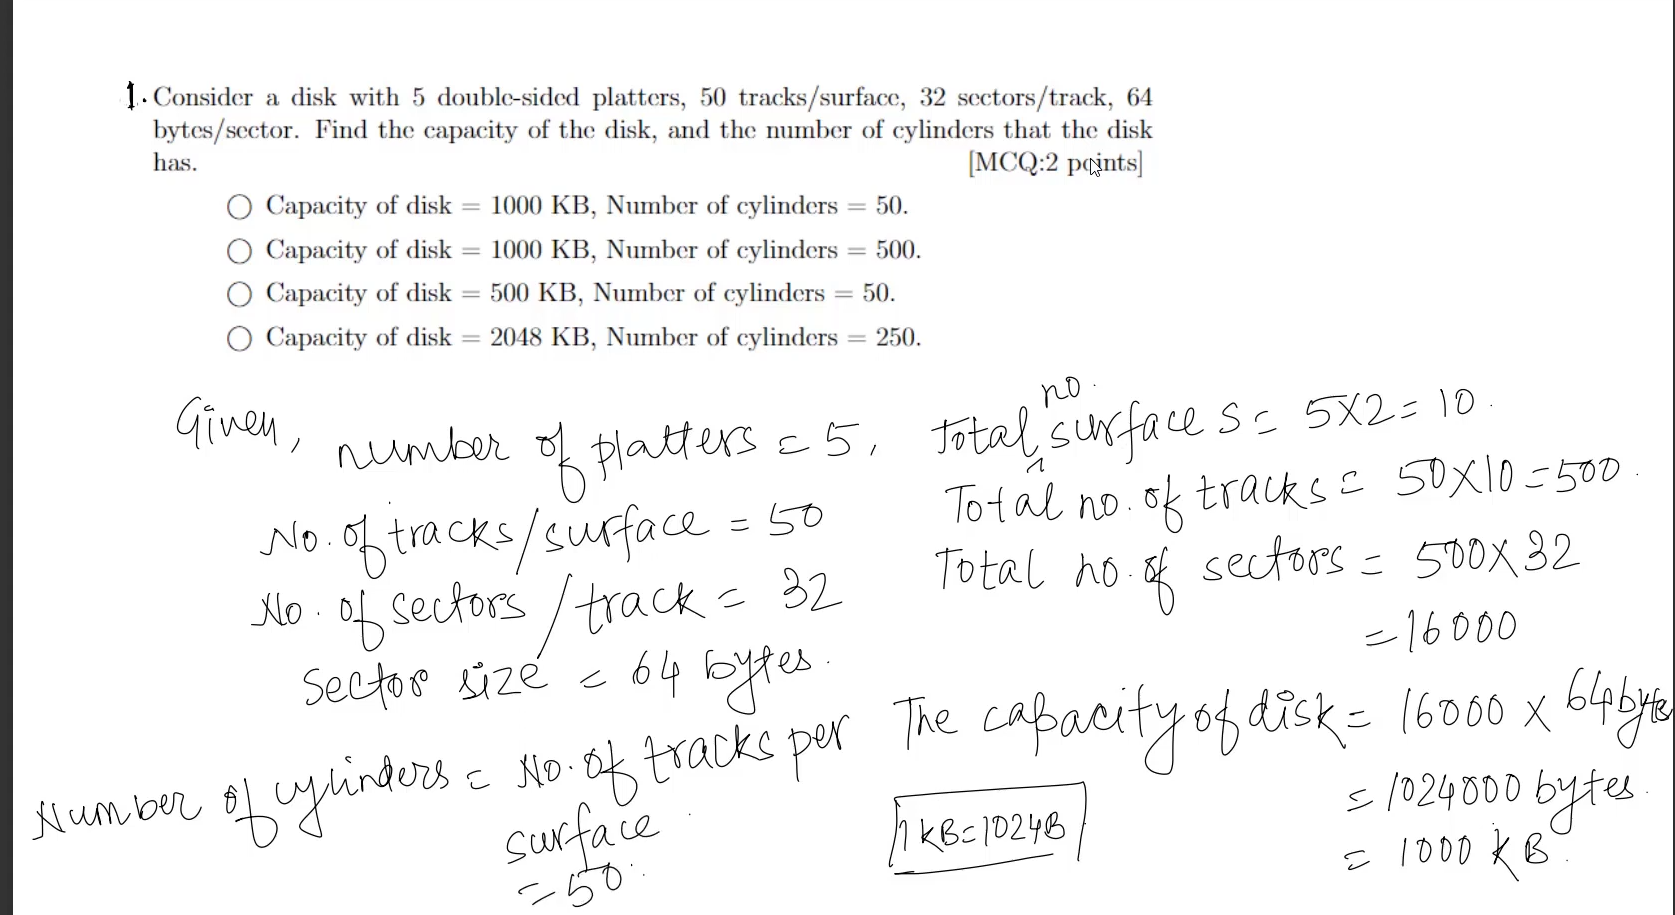 1. Consider a disk with 5 double-sided platters, 50 tracks/surface, 32 sectors/track, 64
bytes/sector. Find the capacity of the disk, and the number of cylinders that the disk
has. [MCQ:2 points]
Capacity of disk = 1000 KB, Number of cylinders = 50.
Capacity of disk = 1000 KB, Number of cylinders = 500.
Capacity of disk = 500 KB, Number of cylinders = 50.
Capacity of disk = 2048 KB, Number of cylinders = 250.
Given, number of platters = 5,
No. of tracks/surface = 50
No. of sectors/track = 32
Sector size = 64 bytes.
Number of cylinders = No. of tracks per
surface
= 50.
Total no. surfaces = 5X2 = 10.
Total no. of tracks = 50X10 = 500.
Total no. of sectors = 500X32
= 16000
The capacity of disk = 16000 x 64byte
= 1024000 bytes.
1 kB = 1024B
= 1000 kB.